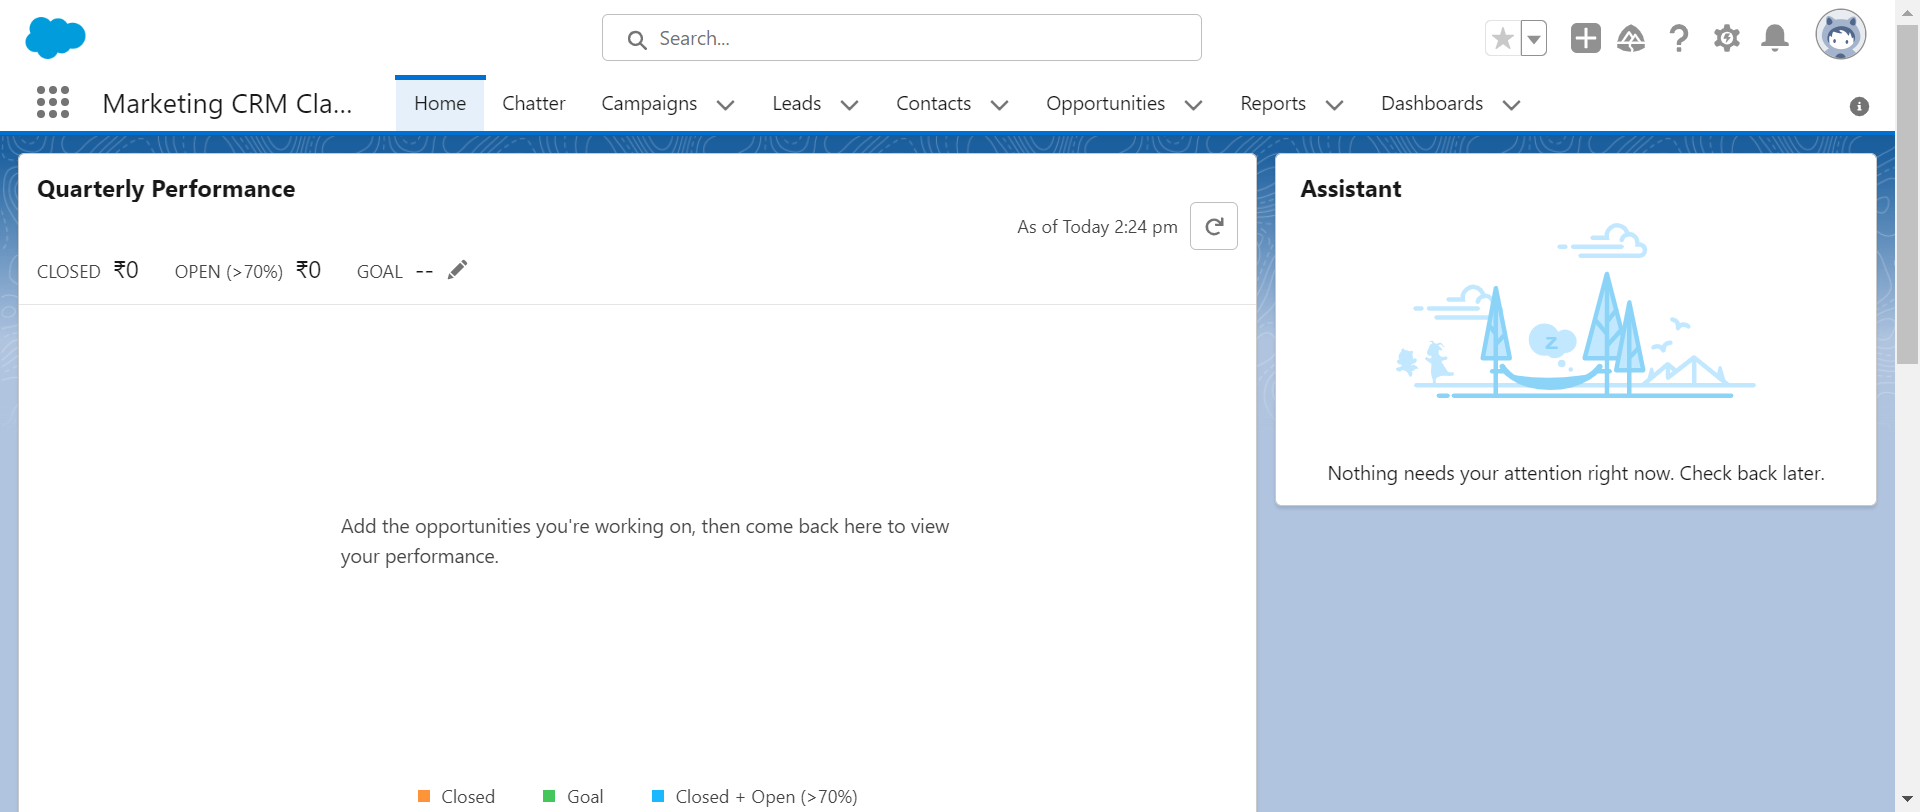 Search...
Marketing CRM Cla...
Home
Chatter
Campaigns
Leads
Contacts
Opportunities
Reports
Dashboards
Quarterly Performance
As of Today 2:24 pm
CLOSED ₹0 OPEN (>70%) ₹0 GOAL --
Add the opportunities you're working on, then come back here to view
your performance.
Closed Goal Closed + Open (>70%)
Assistant
z
Nothing needs your attention right now. Check back later.